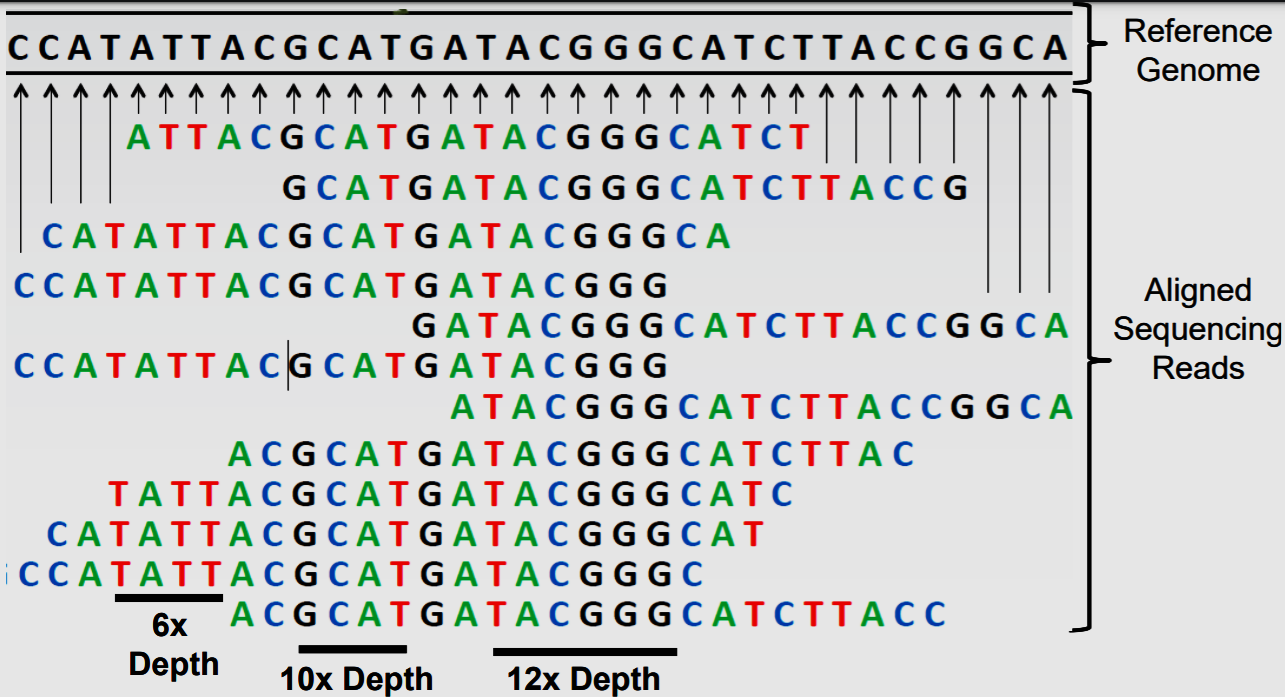 CCATATTACGCATGATACGGGCATCTTACCGGCA
Reference
Genome
ATTACGCATGATACGGGCATCT
GCATGATACGGGCATCTTACCG
CATATTACGCATGATACGGGCA
CCATATTACGCATGATACGGG
GATACGGGCATCTTACCGGCA
CCATATTACGCATGATACGGG
ATACGGGCATCTTACCGGCA
ACGCATGATACGGGCATCTTAC
TATTACGCATGATACGGGCATC
CATATTACGCATGATACGGGCAT
CCATATTACGCATGATACGGGC
ACGCATGATACGGGCATCTTACC
Aligned
Sequencing
Reads
6x
Depth
10x Depth
12x Depth